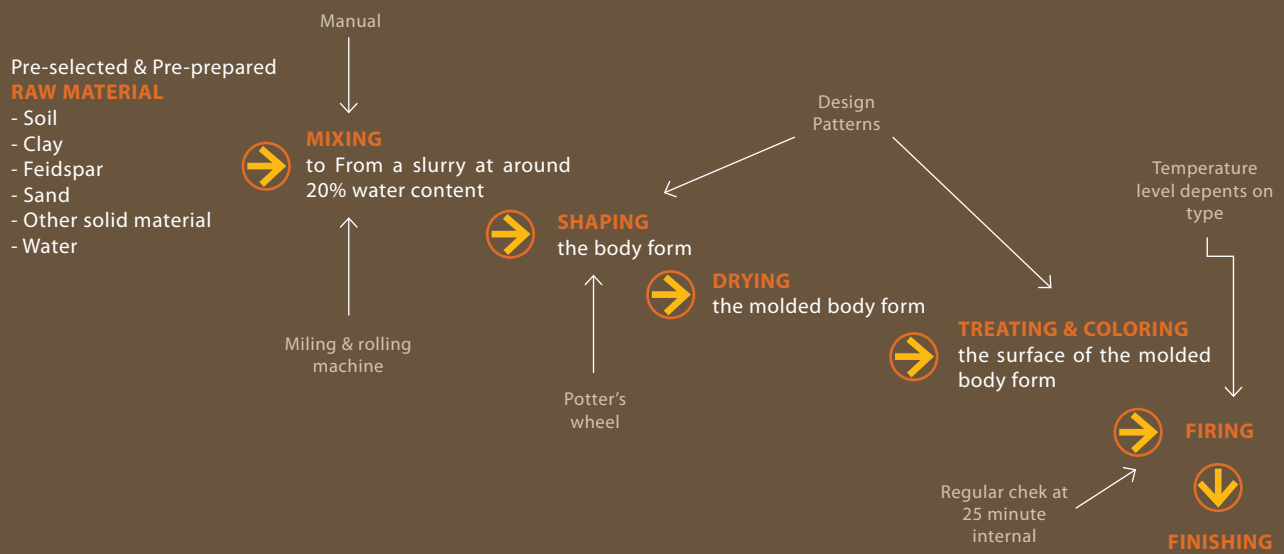 Manual
Pre-selected & Pre-prepared
RAW MATERIAL
- Soil
- Clay
- Feidspar
- Sand
- Other solid material
- Water
MIXING
to From a slurry at around
20% water content
Miling & rolling
machine
Design
Patterns
SHAPING
the body form
Potter’s
wheel
DRYING
the molded body form
TREATING & COLORING
the surface of the molded
body form
Temperature
level depents on
type
FIRING
Regular chek at
25 minute
internal
FINISHING